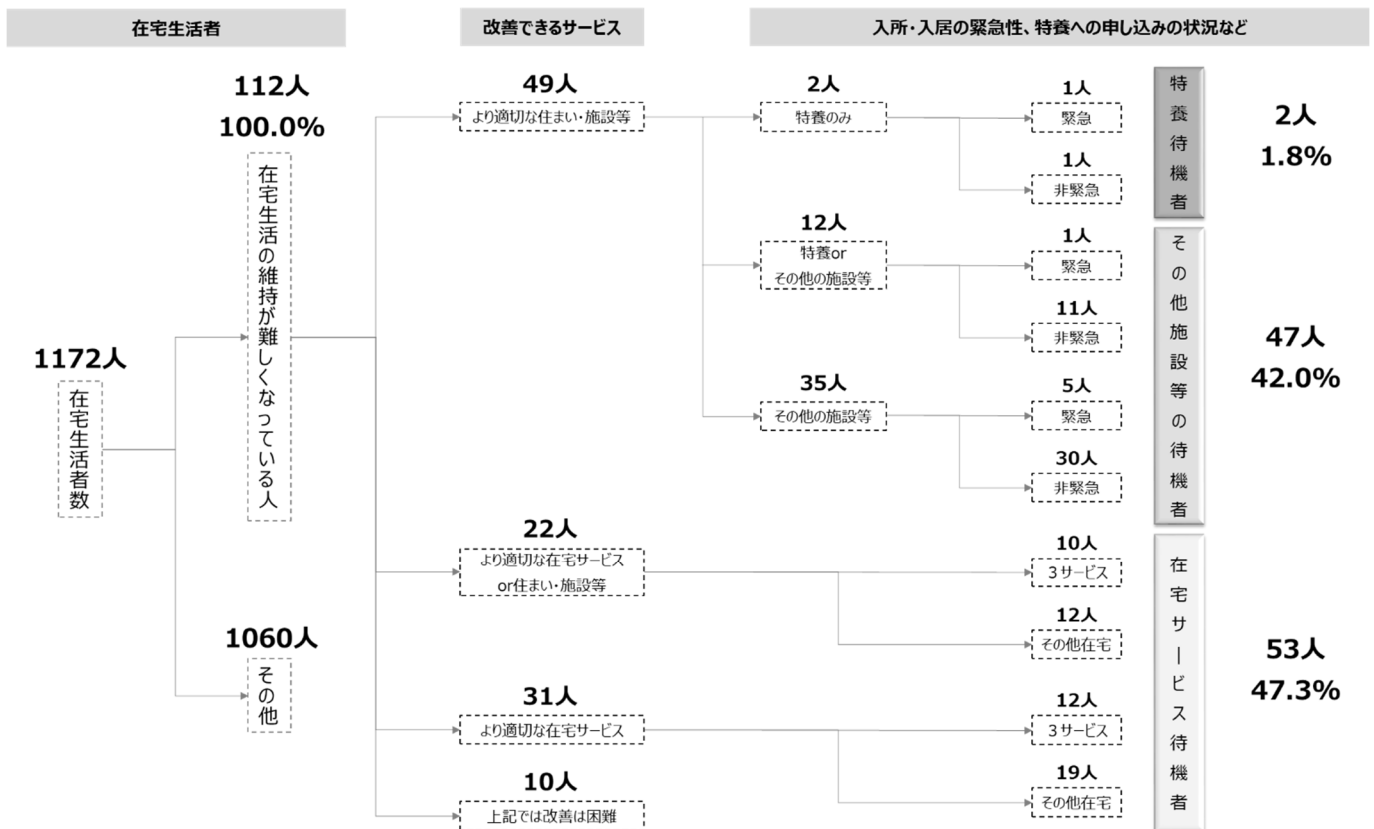 在宅生活者
改善できるサービス
入所・入居の緊急性、特養への申し込みの状況など
112人
100.0%
在宅生活の維持が難しくなっている人
1172人
在宅生活者数
1060人
その他
49人
より適切な住まい・施設等
2人
特養のみ
1人
緊急
1人
非緊急
12人
特養or
その他の施設等
1人
緊急
11人
非緊急
35人
その他の施設等
5人
緊急
30人
非緊急
22人
より適切な在宅サービス
or住まい・施設等
10人
3サービス
12人
その他在宅
31人
より適切な在宅サービス
12人
3サービス
19人
その他在宅
10人
上記では改善は困難
特養待機者
2人
1.8%
その他施設等の待機者
47人
42.0%
在宅サービス待機者
53人
47.3%